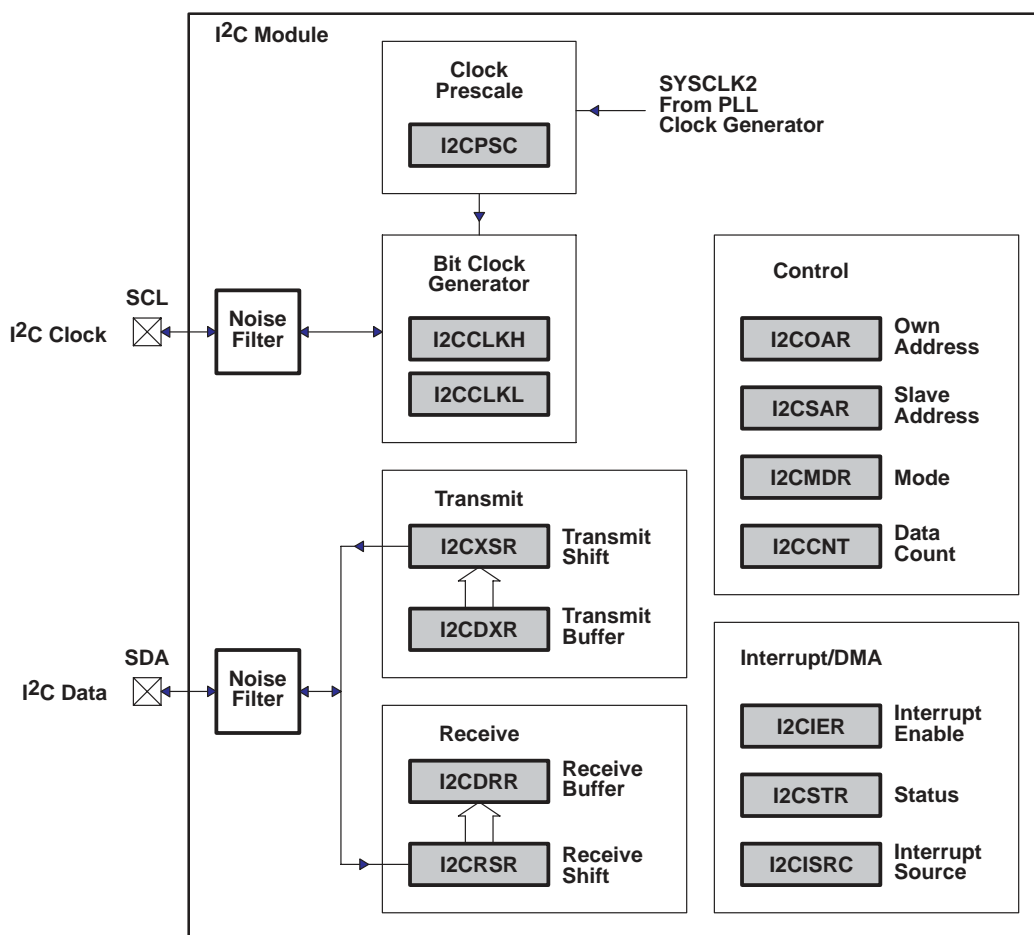 I2C Module
Clock
Prescale
I2CPSC
SYSCLK2
From PLL
Clock Generator
Bit Clock
Generator
I2CCLKH
I2CCLKL
SCL
I2C Clock
Noise
Filter
Control
I2COAR
Own
Address
I2CSAR
Slave
Address
I2CMDR
Mode
I2CCNT
Data
Count
Transmit
I2CXSR
Transmit
Shift
I2CDXR
Transmit
Buffer
SDA
I2C Data
Noise
Filter
Receive
I2CDRR
Receive
Buffer
I2CRSR
Receive
Shift
Interrupt/DMA
I2CIER
Interrupt
Enable
I2CSTR
Status
I2CISRC
Interrupt
Source